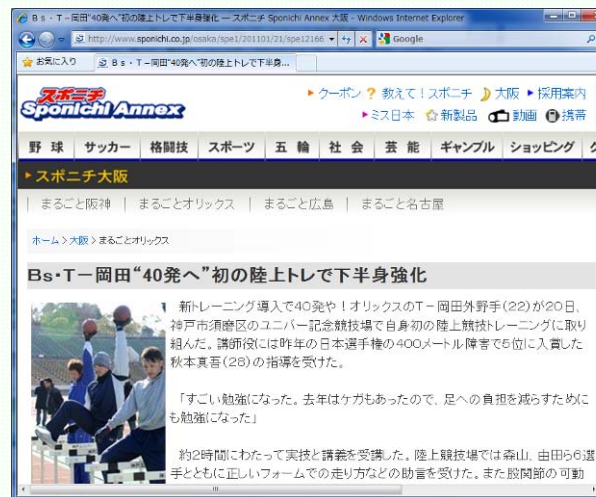 Bs・T－岡田"40発へ"初の陸上トレで下半身強化 ― スポニチ Sponichi Annex 大阪 - Windows Internet Explorer
http://www.sponichi.co.jp/osaka/spe1/201101/21/spe12166
Google
お気に入り
Bs・T－岡田"40発へ"初の陸上トレで下半身...
スポニチ
Sponichi Annex
クーポン ? 教えて!スポニチ 大阪 採用案内
ミス日本 新製品 動画 携帯
野 球 サッカー 格闘技 スポーツ 五 輪 社 会 芸 能 ギャンブル ショッピング
スポニチ大阪
まるごと阪神 | まるごとオリックス | まるごと広島 | まるごと名古屋
ホーム > 大阪 > まるごとオリックス
Bs・T－岡田“40発へ”初の陸上トレで下半身強化
新トレーニング導入で40発や!オリックスのT－岡田外野手(22)が20日、
神戸市須磨区のユニバー記念競技場で自身初の陸上競技トレーニングに取り
組んだ。講師役には昨年の日本選手権の400メートル障害で5位に入賞した
秋本真吾(28)の指導を受けた。
「すごい勉強になった。去年はケガもあったので、足への負担を減らすために
も勉強になった」
約2時間にわたって実技と講義を受講した。陸上競技場では森山、由田ら6選
手とともに正しいフォームでの走り方などの助言を受けた。また股関節の可動